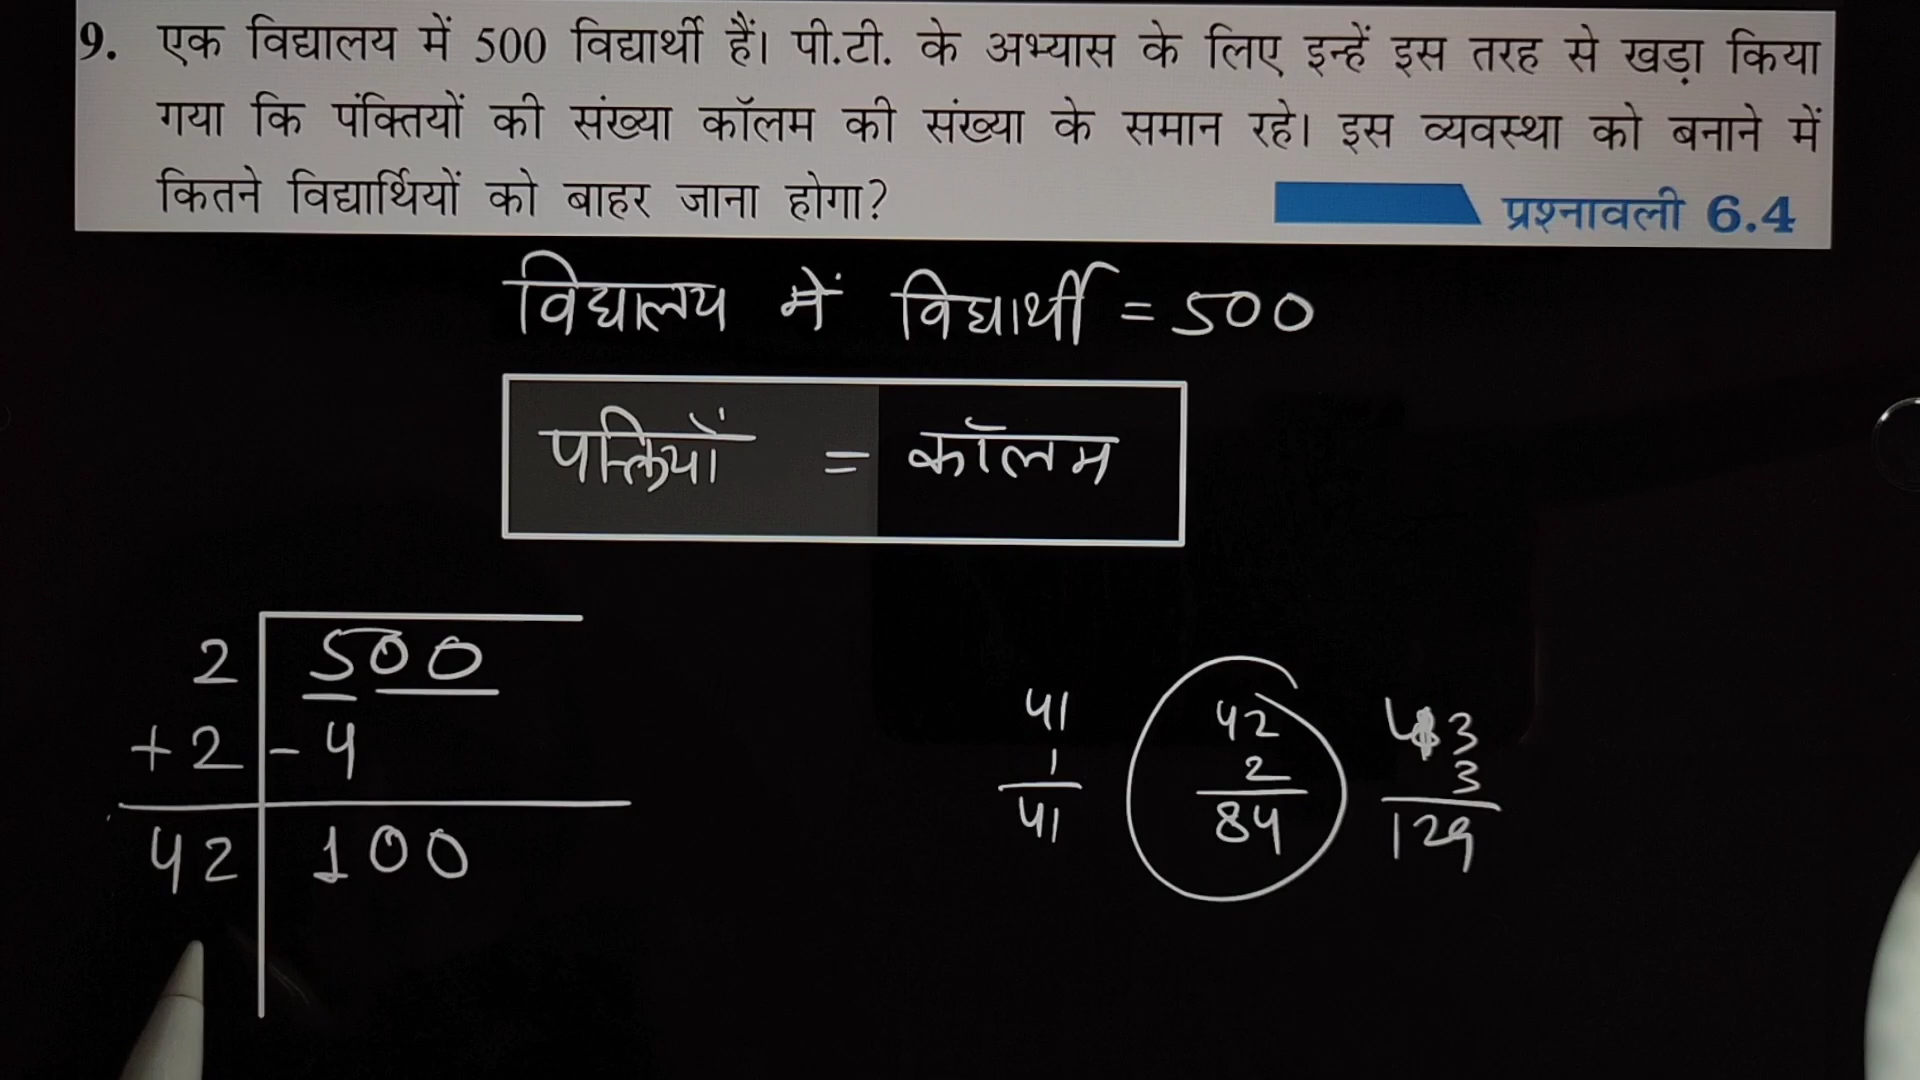 9. एक विद्यालय में 500 विद्यार्थी हैं। पी.टी. के अभ्यास के लिए इन्हें इस तरह से खड़ा किया
गया कि पंक्तियों की संख्या कॉलम की संख्या के समान रहे। इस व्यवस्था को बनाने में
कितने विद्यार्थियों को बाहर जाना होगा?
प्रश्नावली 6.4
विद्यालय में विद्यार्थी = 500
पत्कियाँ = कॉलम
2 500
+2 -4
42 100
41 42 43
1 2 3
41 84 129